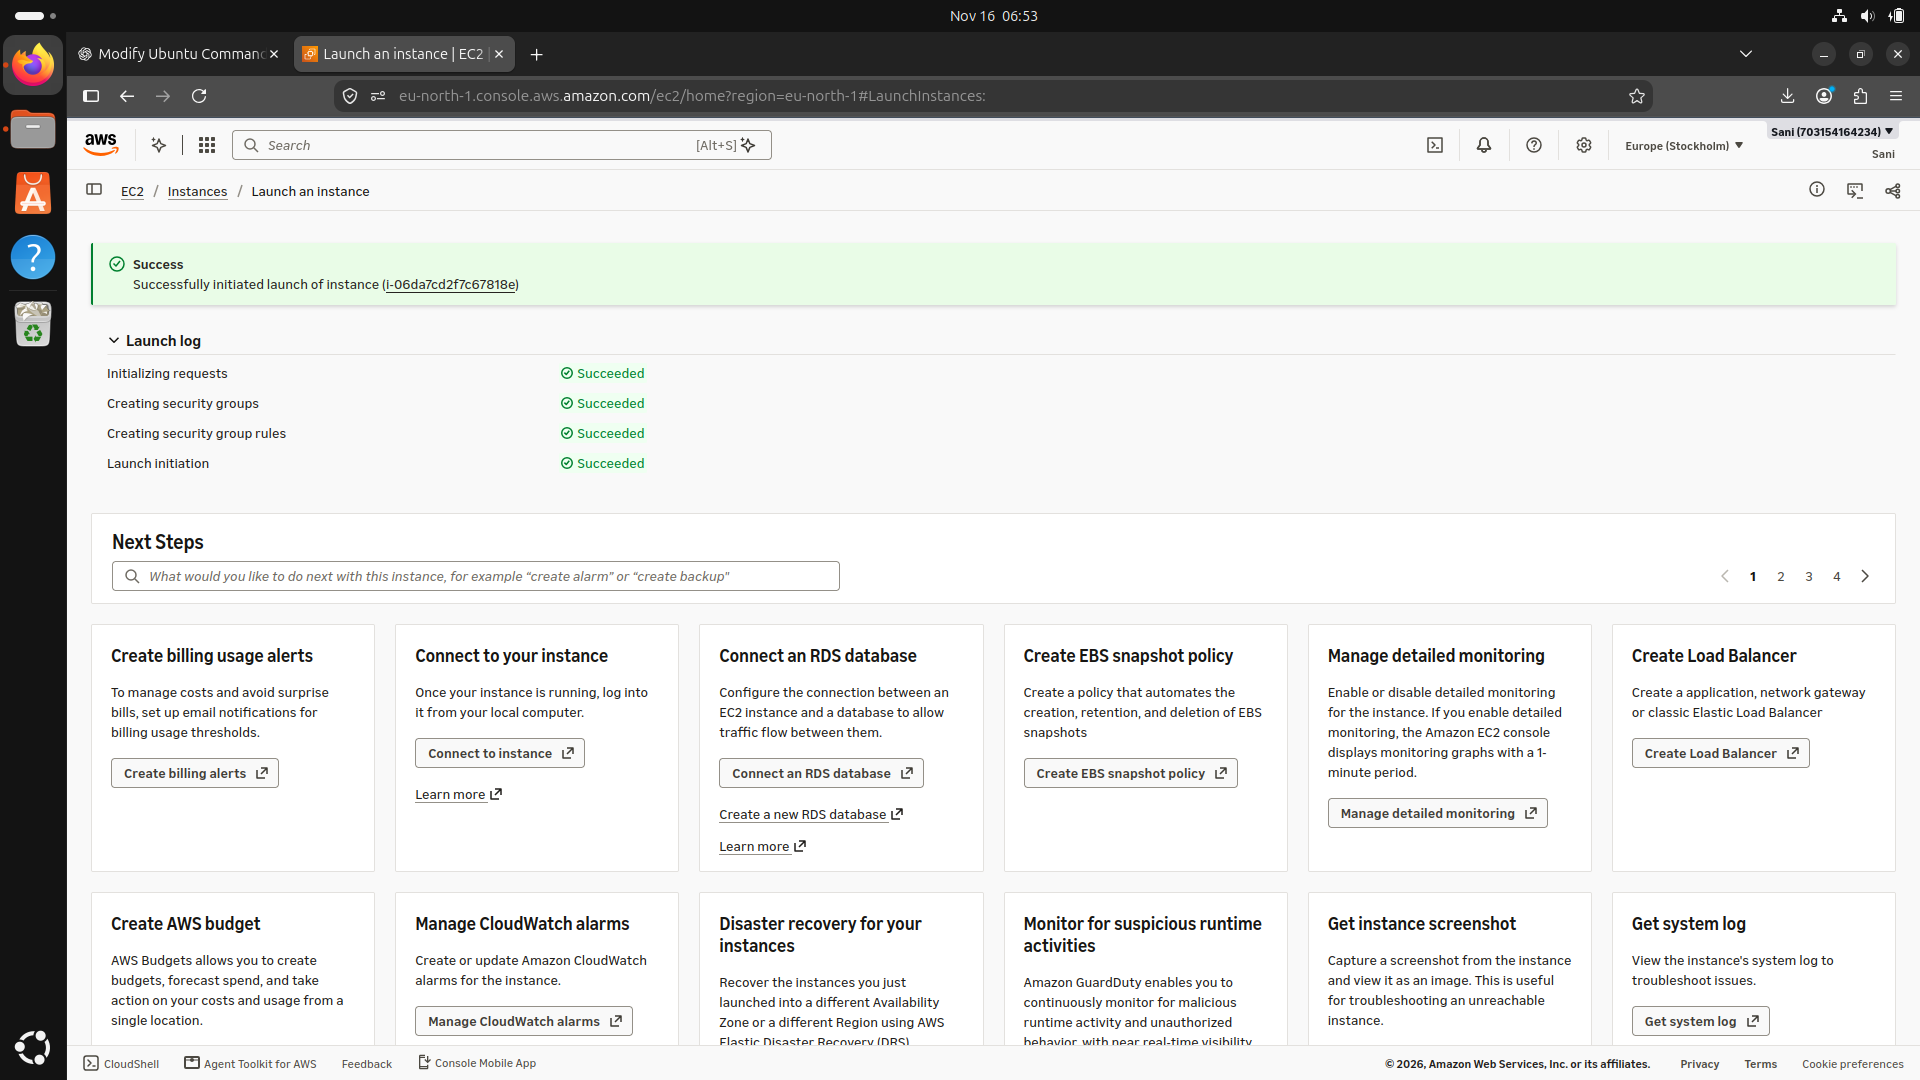 Nov 16 06:53
Modify Ubuntu Comman
Launch an instance | EC2
eu-north-1.console.aws.amazon.com/ec2/home?region=eu-north-1#LaunchInstances:
aws
Search
[Alt+S]
Europe (Stockholm)
Sani (703154164234)
Sani
EC2 / Instances / Launch an instance
Success
Successfully initiated launch of instance (i-06da7cd2f7c67818e)
Launch log
Initializing requests Succeeded
Creating security groups Succeeded
Creating security group rules Succeeded
Launch initiation Succeeded
Next Steps
What would you like to do next with this instance, for example “create alarm” or “create backup”
1 2 3 4
Create billing usage alerts
To manage costs and avoid surprise
bills, set up email notifications for
billing usage thresholds.
Create billing alerts
Connect to your instance
Once your instance is running, log into
it from your local computer.
Connect to instance
Learn more
Connect an RDS database
Configure the connection between an
EC2 instance and a database to allow
traffic flow between them.
Connect an RDS database
Create a new RDS database
Learn more
Create EBS snapshot policy
Create a policy that automates the
creation, retention, and deletion of EBS
snapshots
Create EBS snapshot policy
Manage detailed monitoring
Enable or disable detailed monitoring
for the instance. If you enable detailed
monitoring, the Amazon EC2 console
displays monitoring graphs with a 1-
minute period.
Manage detailed monitoring
Create Load Balancer
Create a application, network gateway
or classic Elastic Load Balancer
Create Load Balancer
Create AWS budget
AWS Budgets allows you to create
budgets, forecast spend, and take
action on your costs and usage from a
single location.
Manage CloudWatch alarms
Create or update Amazon CloudWatch
alarms for the instance.
Manage CloudWatch alarms
Disaster recovery for your
instances
Recover the instances you just
launched into a different Availability
Zone or a different Region using AWS
Elastic Disaster Recovery (DRS).
Monitor for suspicious runtime
activities
Amazon GuardDuty enables you to
continuously monitor for malicious
runtime activity and unauthorized
behavior, with near real-time visibility
Get instance screenshot
Capture a screenshot from the instance
and view it as an image. This is useful
for troubleshooting an unreachable
instance.
Get system log
View the instance's system log to
troubleshoot issues.
Get system log
CloudShell
Agent Toolkit for AWS
Feedback
Console Mobile App
© 2026, Amazon Web Services, Inc. or its affiliates.
Privacy
Terms
Cookie preferences